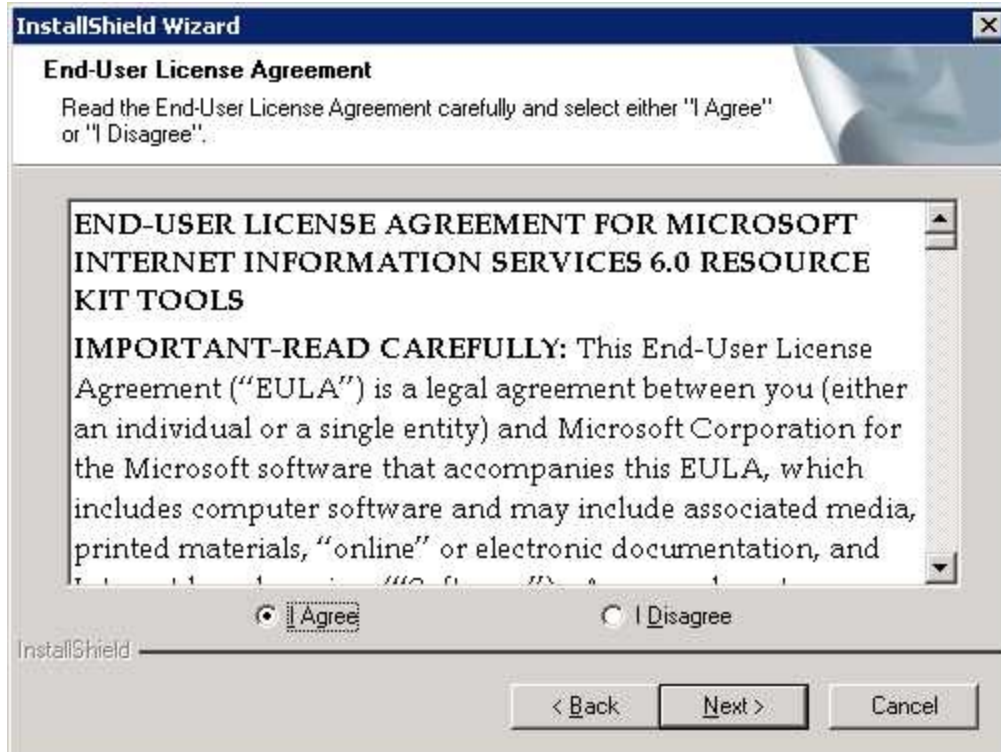 InstallShield Wizard
End-User License Agreement
Read the End-User License Agreement carefully and select either "I Agree"
or "I Disagree".
END-USER LICENSE AGREEMENT FOR MICROSOFT
INTERNET INFORMATION SERVICES 6.0 RESOURCE
KIT TOOLS
IMPORTANT-READ CAREFULLY: This End-User License
Agreement (“EULA”) is a legal agreement between you (either
an individual or a single entity) and Microsoft Corporation for
the Microsoft software that accompanies this EULA, which
includes computer software and may include associated media,
printed materials, “online” or electronic documentation, and
I Agree
I Disagree
InstallShield
< Back
Next >
Cancel